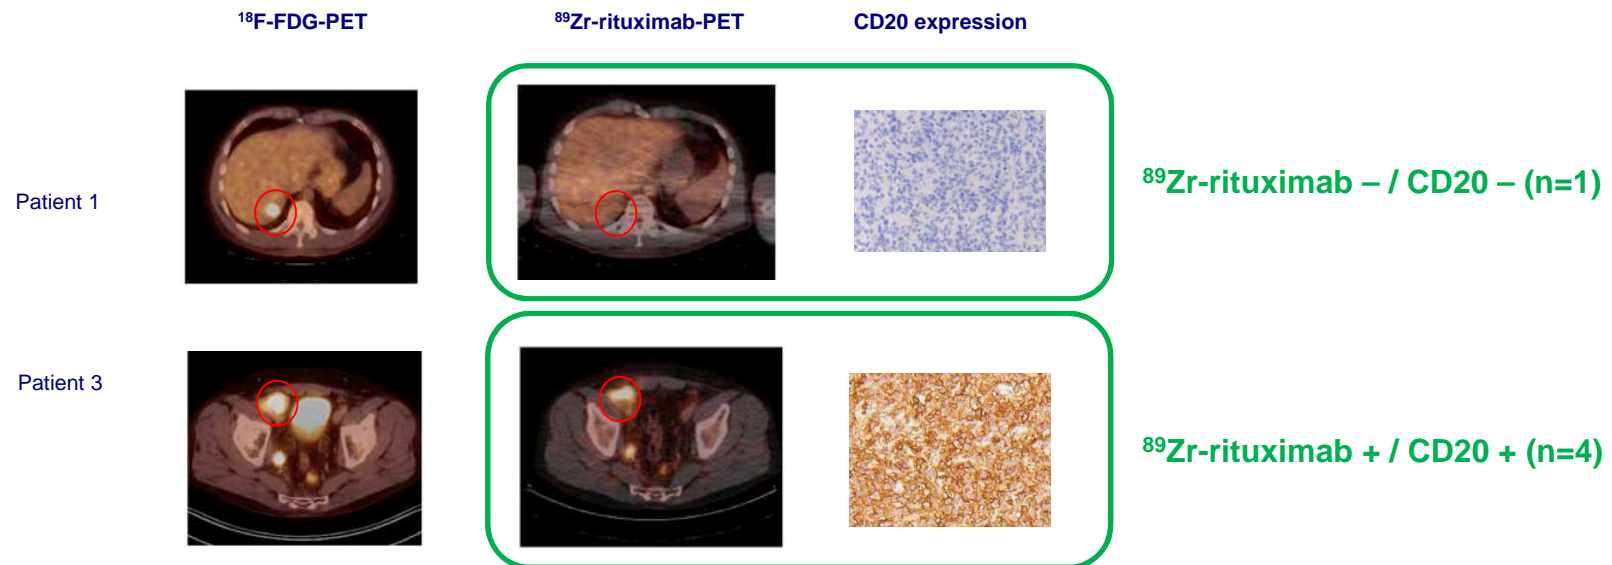 ¹⁸F-FDG-PET
⁸⁹Zr-rituximab-PET
CD20 expression
Patient 1
⁸⁹Zr-rituximab – / CD20 – (n=1)
Patient 3
⁸⁹Zr-rituximab + / CD20 + (n=4)